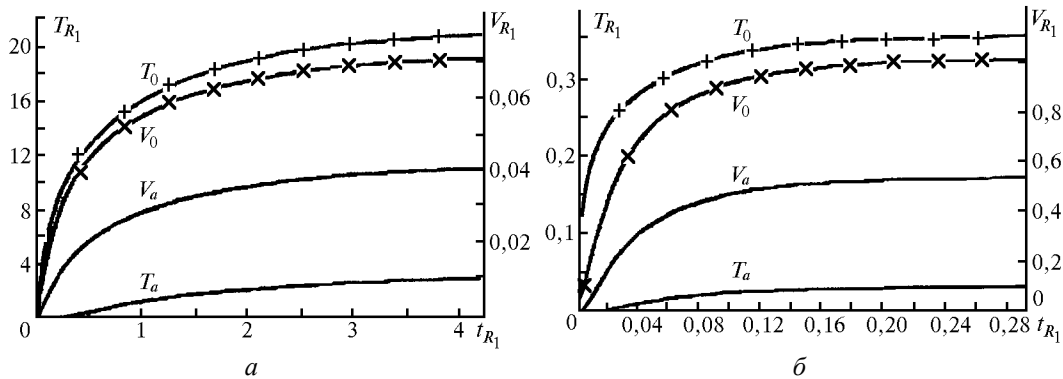 T_{R_1}
V_{R_1}
20
16
12
8
4
0
1
2
3
4
t_{R_1}
0,06
0,04
0,02
T_0
V_0
V_a
T_a
а
T_{R_1}
V_{R_1}
0,3
0,2
0,1
0
0,04
0,08
0,12
0,16
0,20
0,24
0,28
t_{R_1}
0,8
0,6
0,4
0,2
0
T_0
V_0
V_a
T_a
б